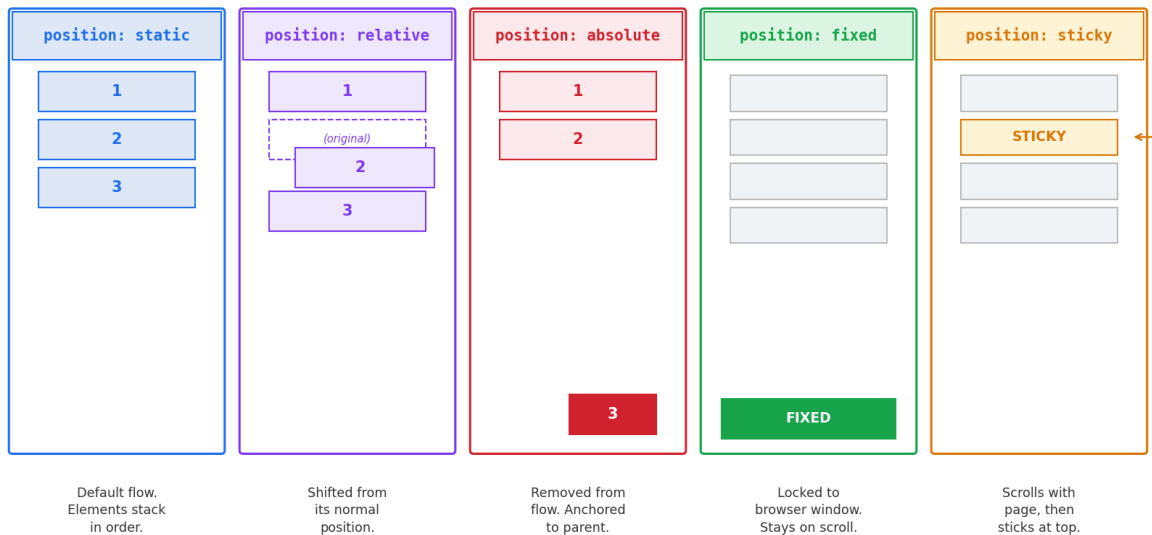 position: static
1
2
3
Default flow.
Elements stack
in order.
position: relative
1
(original)
2
3
Shifted from
its normal
position.
position: absolute
1
2
3
Removed from
flow. Anchored
to parent.
position: fixed
FIXED
Locked to
browser window.
Stays on scroll.
position: sticky
STICKY
Scrolls with
page, then
sticks at top.